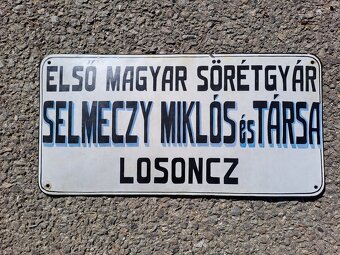 ELSŐ MAGYAR SÖRÉTGYÁR
SELMECZY MIKLÓS és TÁRSA
LOSONCZ